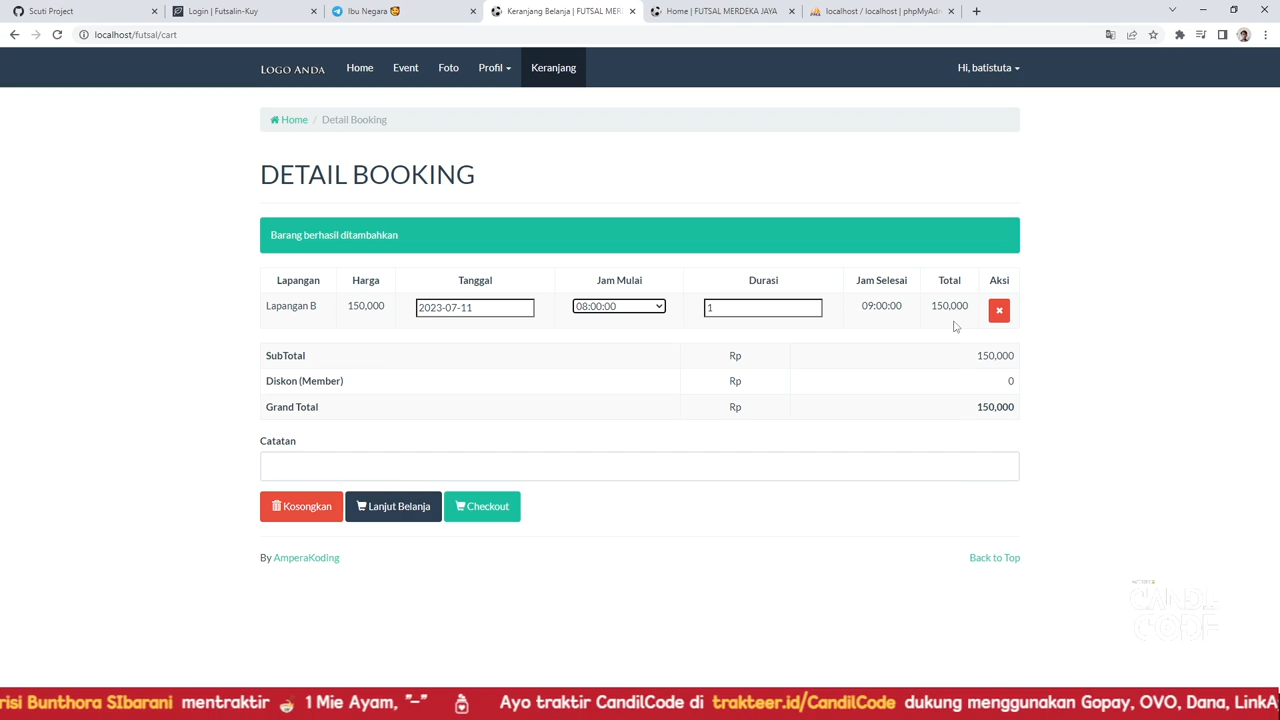 Scuti Project
Login | Futsalin-Kuy
Ibu Negara
Keranjang Belanja | FUTSAL MER
Home | FUTSAL MERDEKA JAYA
localhost / localhost | phpMyAdm
localhost/futsal/cart
LOGO ANDA
Home
Event
Foto
Profil
Keranjang
Hi, batistuta
Home / Detail Booking
DETAIL BOOKING
Barang berhasil ditambahkan
Lapangan Harga Tanggal Jam Mulai Durasi Jam Selesai Total Aksi
Lapangan B 150,000 2023-07-11 08:00:00 1 09:00:00 150,000
SubTotal Rp 150,000
Diskon (Member) Rp 0
Grand Total Rp 150,000
Catatan
Kosongkan
Lanjut Belanja
Checkout
By AmperaKoding
Back to Top
CANDIL
CODE
risi Bunthora SIbarani mentraktir 1 Mie Ayam, "-" Ayo traktir CandilCode di trakteer.id/CandilCode dukung menggunakan Gopay, OVO, Dana, LinkA